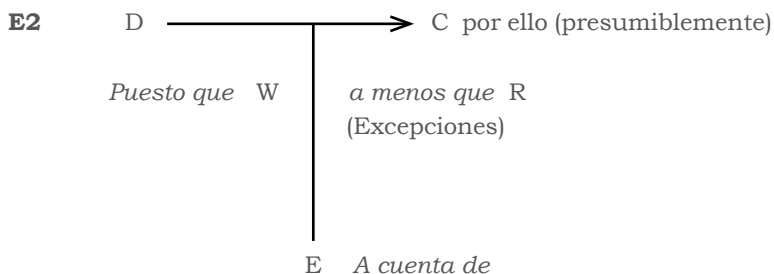 E2 D C por ello (presumiblemente)
Puesto que W a menos que R
(Excepciones)
E A cuenta de